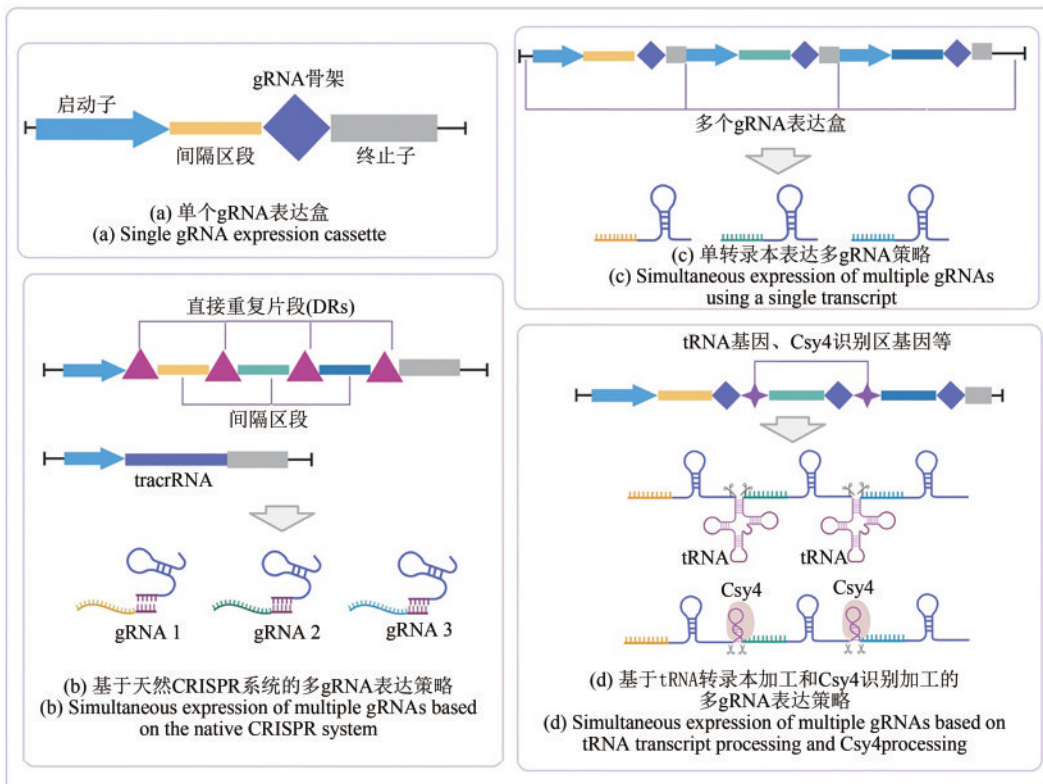 启动子
gRNA骨架
间隔区段
终止子
(a) 单个gRNA表达盒
(a) Single gRNA expression cassette
直接重复片段(DRs)
间隔区段
tracrRNA
gRNA 1
gRNA 2
gRNA 3
(b) 基于天然CRISPR系统的多gRNA表达策略
(b) Simultaneous expression of multiple gRNAs based
on the native CRISPR system
多个gRNA表达盒
(c) 单转录本表达多gRNA策略
(c) Simultaneous expression of multiple gRNAs
using a single transcript
tRNA基因、Csy4识别区基因等
tRNA
tRNA
Csy4
Csy4
(d) 基于tRNA转录本加工和Csy4识别加工的
多gRNA表达策略
(d) Simultaneous expression of multiple gRNAs based on
tRNA transcript processing and Csy4processing